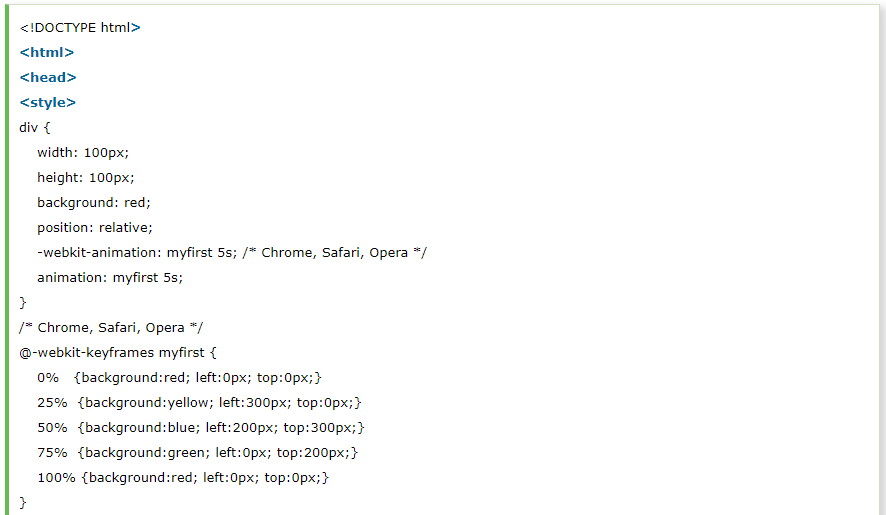 <!DOCTYPE html>
<html>
<head>
<style>
div {
width: 100px;
height: 100px;
background: red;
position: relative;
-webkit-animation: myfirst 5s; /* Chrome, Safari, Opera */
animation: myfirst 5s;
}
/* Chrome, Safari, Opera */
@-webkit-keyframes myfirst {
0%   {background:red; left:0px; top:0px;}
25%  {background:yellow; left:300px; top:0px;}
50%  {background:blue; left:200px; top:300px;}
75%  {background:green; left:0px; top:200px;}
100% {background:red; left:0px; top:0px;}
}